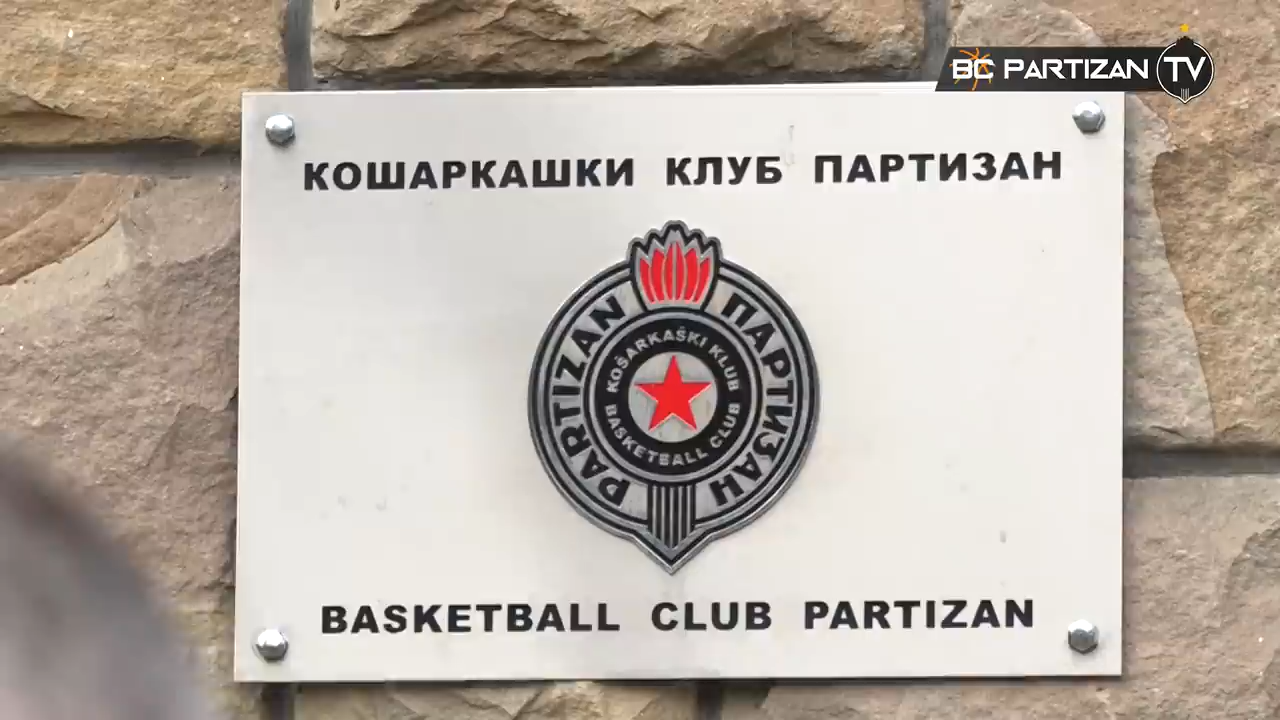 BC PARTIZAN TV
КОШАРКАШКИ КЛУБ ПАРТИЗАН
PARTIZAN ПАРТИЗАН
KOŠARKAŠKI KLUB
BASKETBALL CLUB
BASKETBALL CLUB PARTIZAN